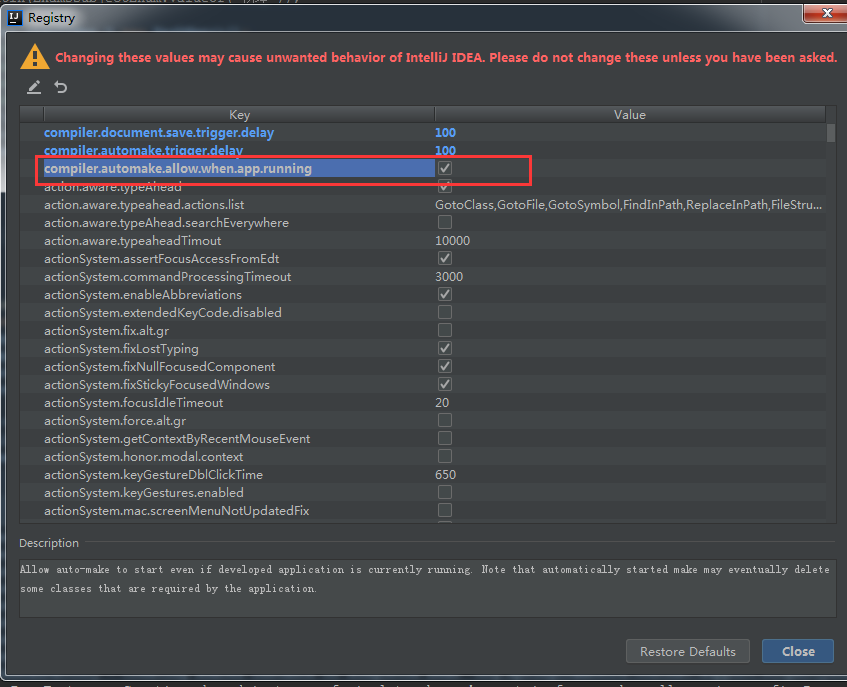 Registry
Changing these values may cause unwanted behavior of IntelliJ IDEA. Please do not change these unless you have been asked.
Key Value
compiler.document.save.trigger.delay 100
compiler.automake.trigger.delay 100
compiler.automake.allow.when.app.running
action.aware.typeAhead
action.aware.typeahead.actions.list GotoClass,GotoFile,GotoSymbol,FindInPath,ReplaceInPath,FileStru...
action.aware.typeAhead.searchEverywhere
action.aware.typeaheadTimout 10000
actionSystem.assertFocusAccessFromEdt
actionSystem.commandProcessingTimeout 3000
actionSystem.enableAbbreviations
actionSystem.extendedKeyCode.disabled
actionSystem.fix.alt.gr
actionSystem.fixLostTyping
actionSystem.fixNullFocusedComponent
actionSystem.fixStickyFocusedWindows
actionSystem.focusIdleTimeout 20
actionSystem.force.alt.gr
actionSystem.getContextByRecentMouseEvent
actionSystem.honor.modal.context
actionSystem.keyGestureDblClickTime 650
actionSystem.keyGestures.enabled
actionSystem.mac.screenMenuNotUpdatedFix
Description
Allow auto-make to start even if developed application is currently running. Note that automatically started make may eventually delete
some classes that are required by the application.
Restore Defaults Close